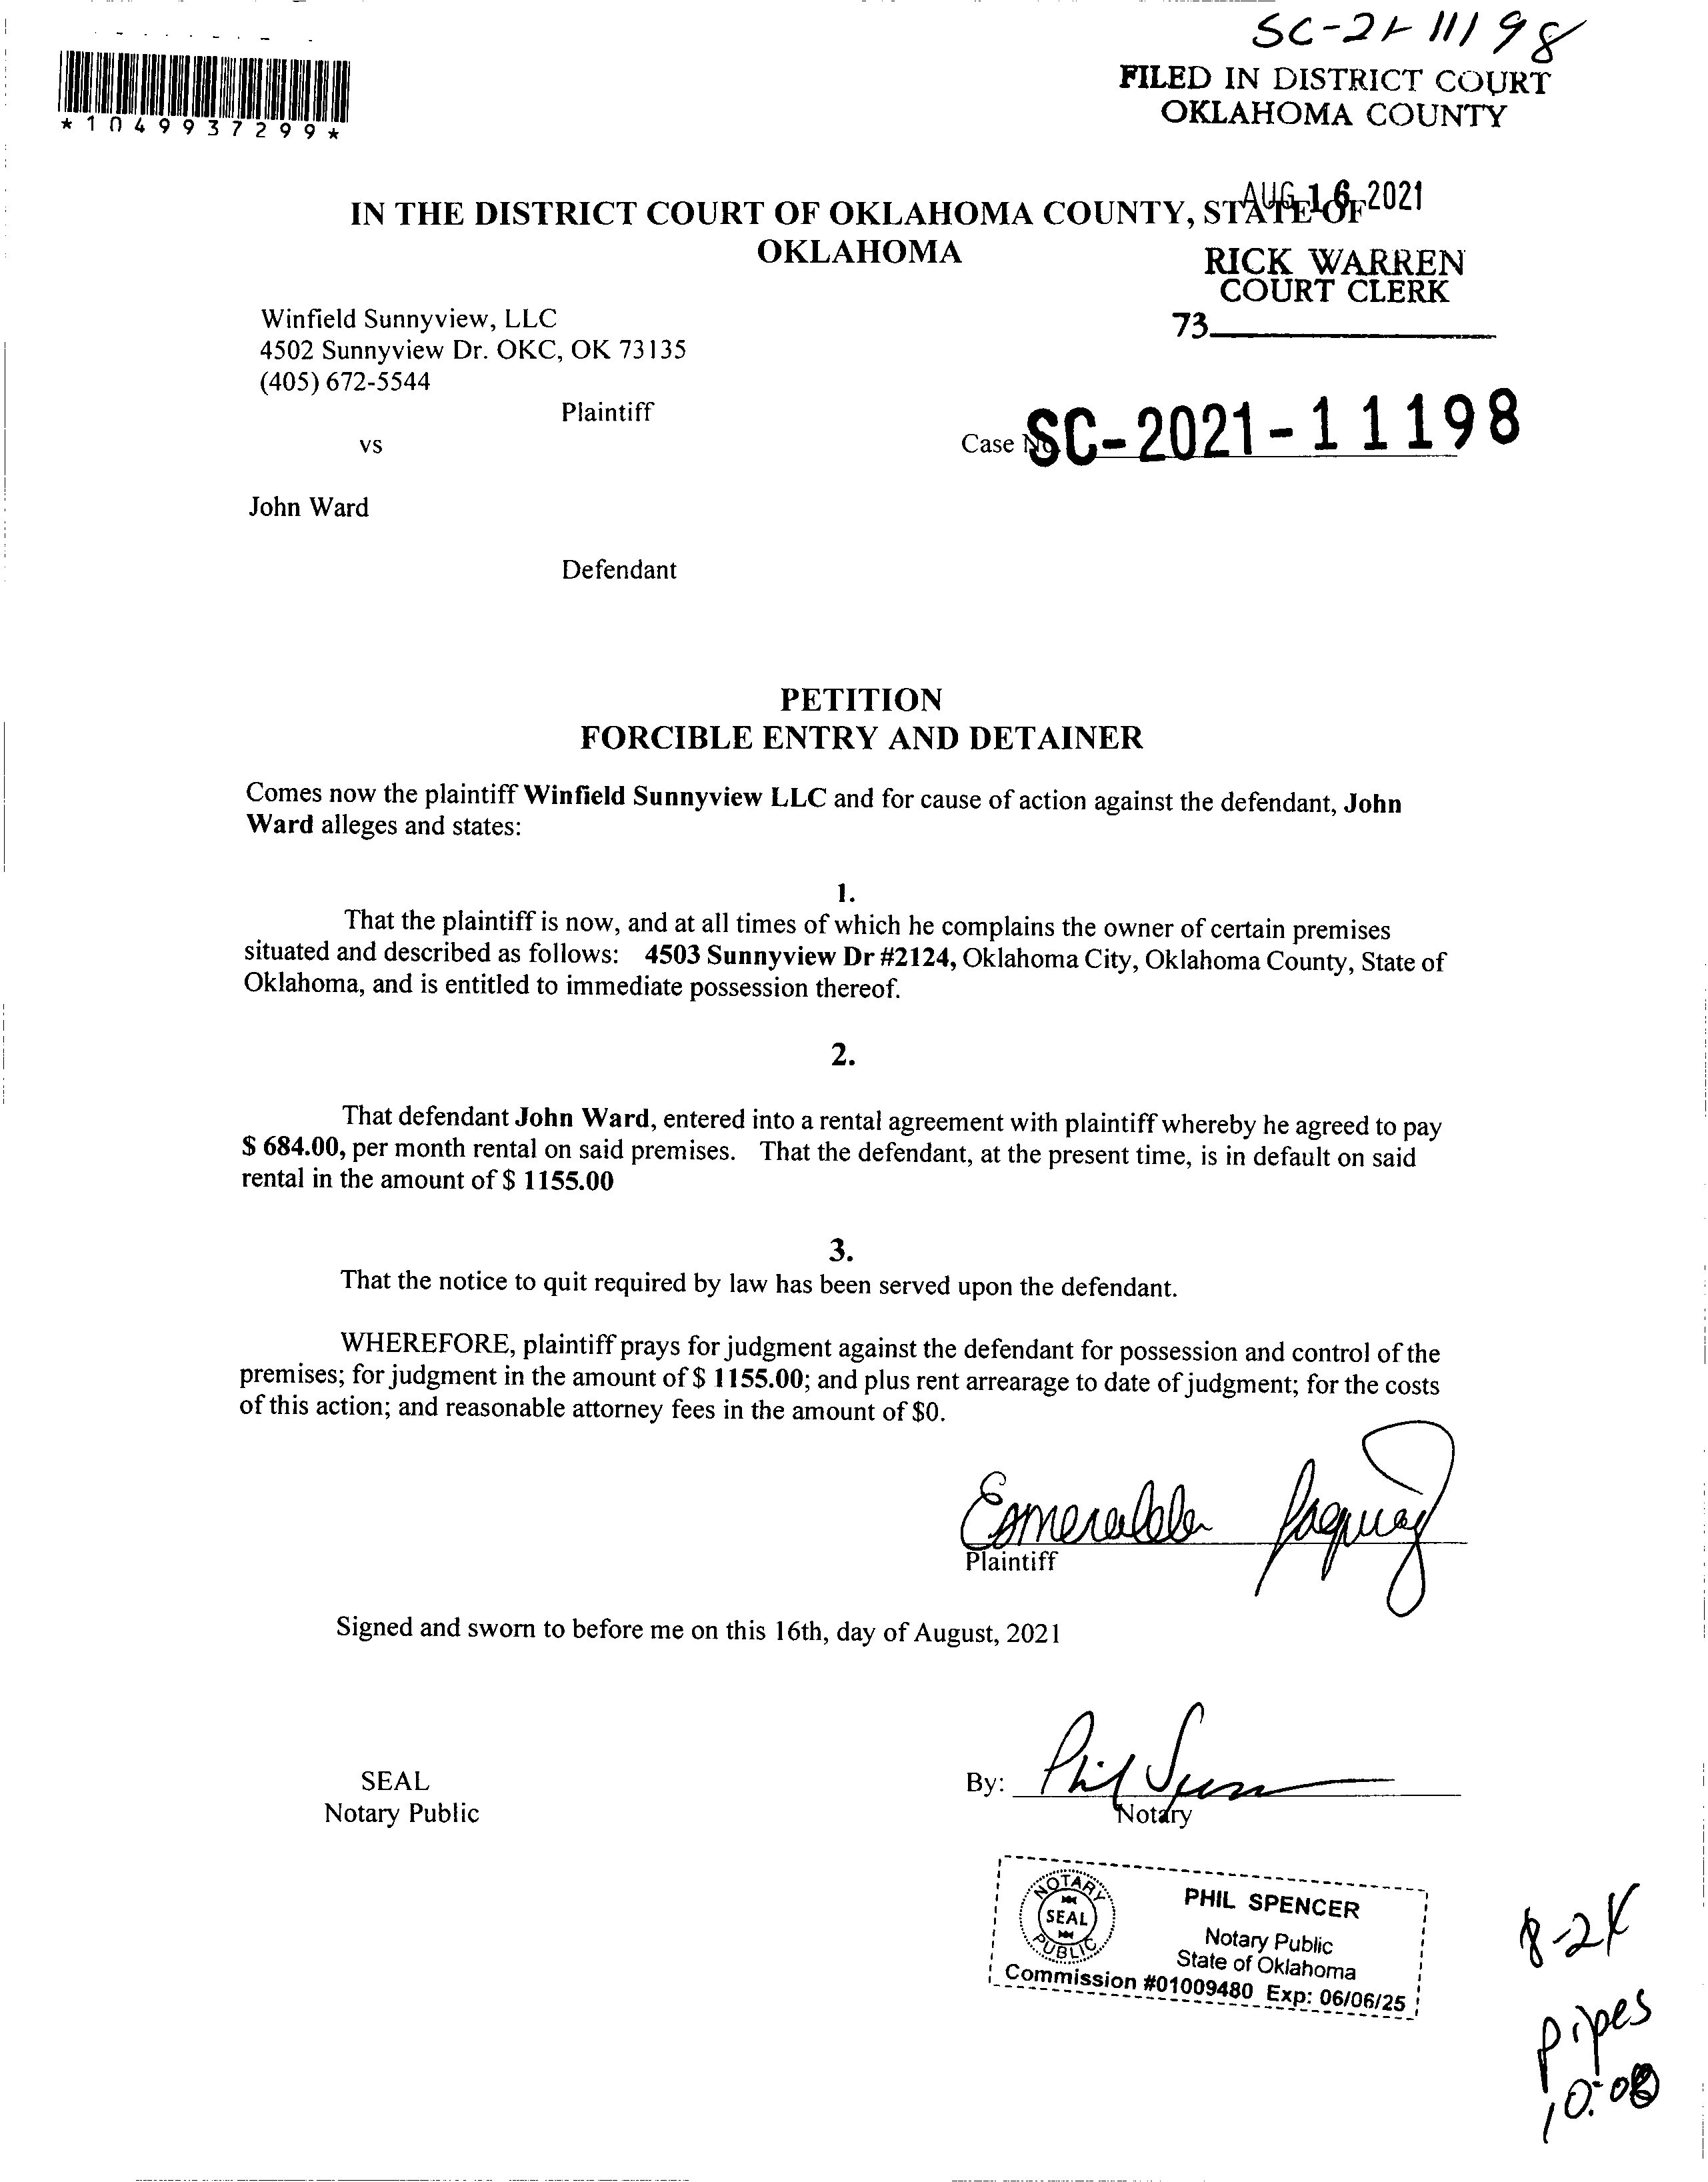 SC-21-11198
FILED IN DISTRICT COURT
OKLAHOMA COUNTY
*1049937299*
AUG 16 2021
IN THE DISTRICT COURT OF OKLAHOMA COUNTY, STATE OF
OKLAHOMA
RICK WARREN
COURT CLERK
73
Winfield Sunnyview, LLC
4502 Sunnyview Dr. OKC, OK 73135
(405) 672-5544
Plaintiff
vs
Case No. SC-2021-11198
John Ward
Defendant
PETITION
FORCIBLE ENTRY AND DETAINER
Comes now the plaintiff Winfield Sunnyview LLC and for cause of action against the defendant, John
Ward alleges and states:
1.
That the plaintiff is now, and at all times of which he complains the owner of certain premises
situated and described as follows: 4503 Sunnyview Dr #2124, Oklahoma City, Oklahoma County, State of
Oklahoma, and is entitled to immediate possession thereof.
2.
That defendant John Ward, entered into a rental agreement with plaintiff whereby he agreed to pay
$ 684.00, per month rental on said premises. That the defendant, at the present time, is in default on said
rental in the amount of $ 1155.00
3.
That the notice to quit required by law has been served upon the defendant.
WHEREFORE, plaintiff prays for judgment against the defendant for possession and control of the
premises; for judgment in the amount of $ 1155.00; and plus rent arrearage to date of judgment; for the costs
of this action; and reasonable attorney fees in the amount of $0.
Esmeralda
Plaintiff
Signed and sworn to before me on this 16th, day of August, 2021
SEAL
Notary Public
By: Phil
Notary
NOTARY
SEAL
PUBLIC
PHIL SPENCER
Notary Public
State of Oklahoma
Commission #01009480 Exp: 06/06/25
8-24
pipes
10:00